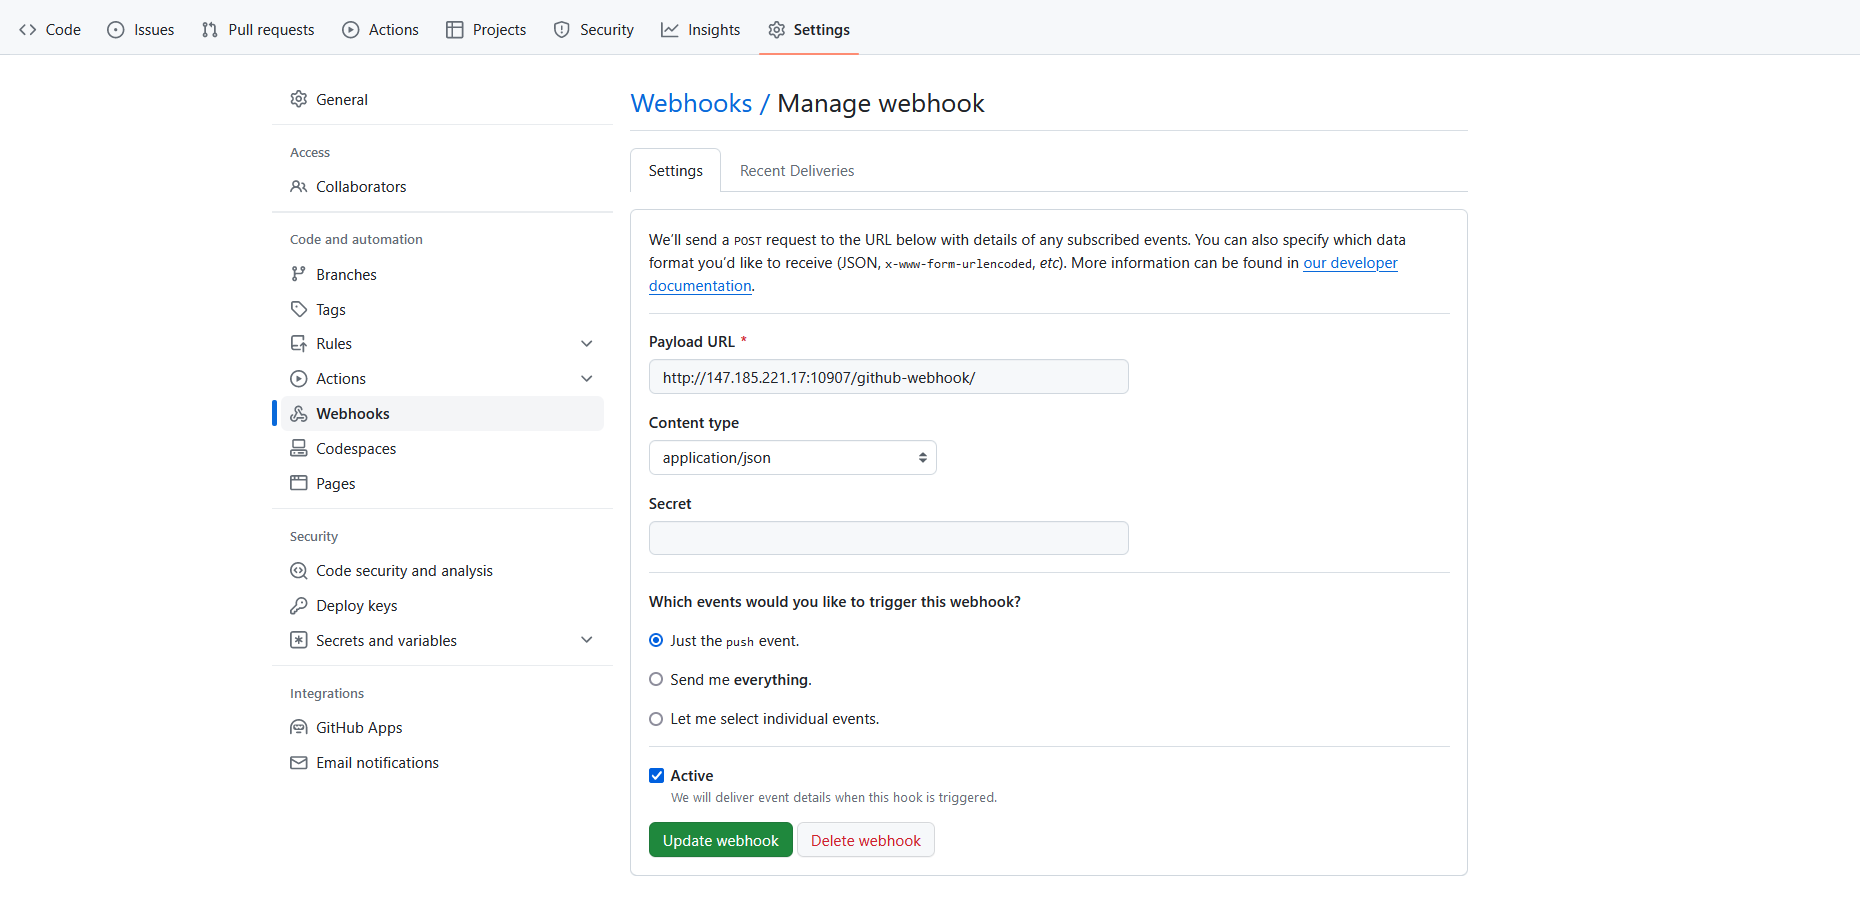 Code Issues Pull requests Actions Projects Security Insights Settings
General
Access
Collaborators
Code and automation
Branches
Tags
Rules
Actions
Webhooks
Codespaces
Pages
Security
Code security and analysis
Deploy keys
Secrets and variables
Integrations
GitHub Apps
Email notifications
Webhooks / Manage webhook
Settings Recent Deliveries
We’ll send a POST request to the URL below with details of any subscribed events. You can also specify which data
format you’d like to receive (JSON, x-www-form-urlencoded, etc). More information can be found in our developer
documentation.
Payload URL *
http://147.185.221.17:10907/github-webhook/
Content type
application/json
Secret
Which events would you like to trigger this webhook?
Just the push event.
Send me everything.
Let me select individual events.
Active
We will deliver event details when this hook is triggered.
Update webhook Delete webhook